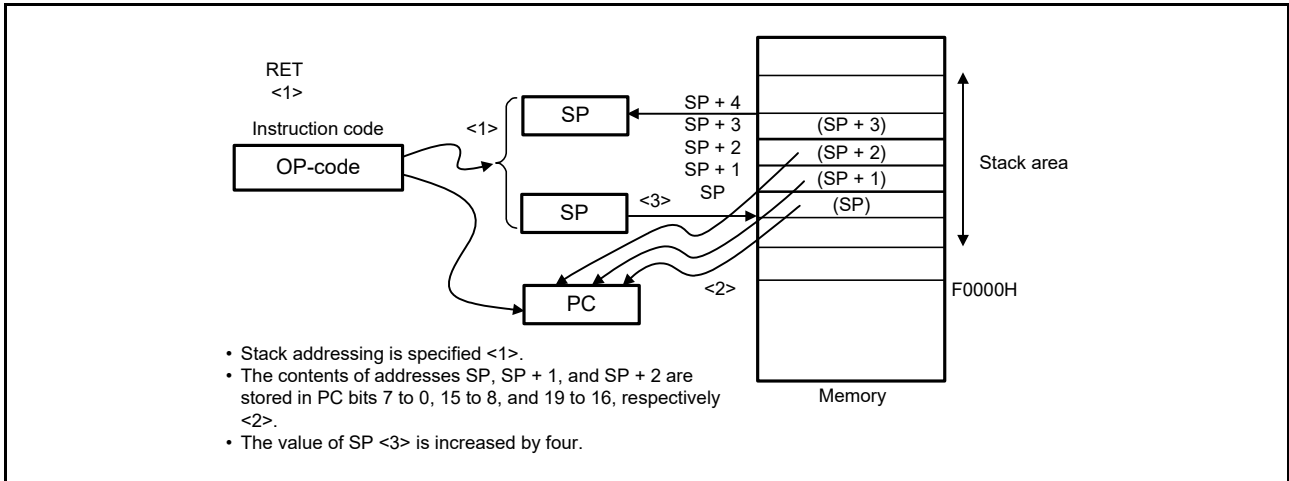 RET
<1>
Instruction code
OP-code
<1>
SP
SP
<3>
PC
<2>
SP + 4
SP + 3
SP + 2
SP + 1
SP
(SP + 3)
(SP + 2)
(SP + 1)
(SP)
Stack area
F0000H
Memory
• Stack addressing is specified <1>.
• The contents of addresses SP, SP + 1, and SP + 2 are
stored in PC bits 7 to 0, 15 to 8, and 19 to 16, respectively
<2>.
• The value of SP <3> is increased by four.